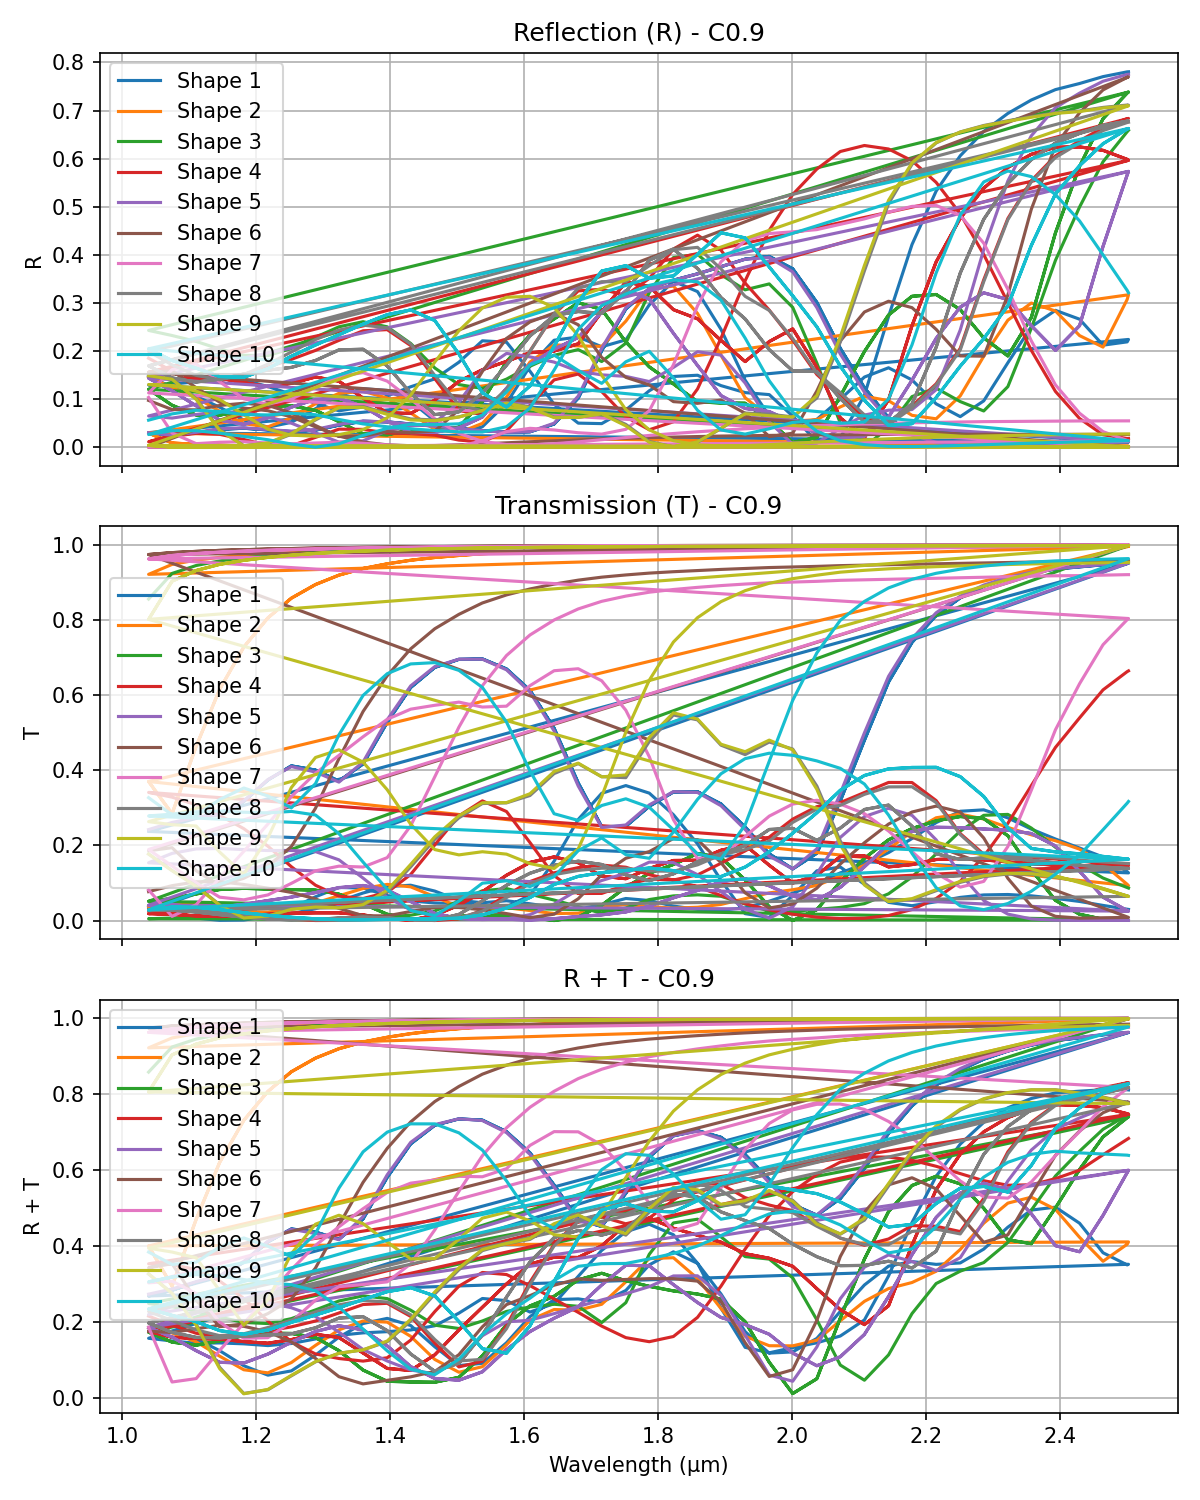 Reflection (R) - C0.9
0.8
0.7
0.6
0.5
0.4
0.3
0.2
0.1
0.0
R
Shape 1
Shape 2
Shape 3
Shape 4
Shape 5
Shape 6
Shape 7
Shape 8
Shape 9
Shape 10
Transmission (T) - C0.9
1.0
0.8
0.6
0.4
0.2
0.0
T
Shape 1
Shape 2
Shape 3
Shape 4
Shape 5
Shape 6
Shape 7
Shape 8
Shape 9
Shape 10
R + T - C0.9
1.0
0.8
0.6
0.4
0.2
0.0
R + T
Shape 1
Shape 2
Shape 3
Shape 4
Shape 5
Shape 6
Shape 7
Shape 8
Shape 9
Shape 10
1.0 1.2 1.4 1.6 1.8 2.0 2.2 2.4
Wavelength (μm)